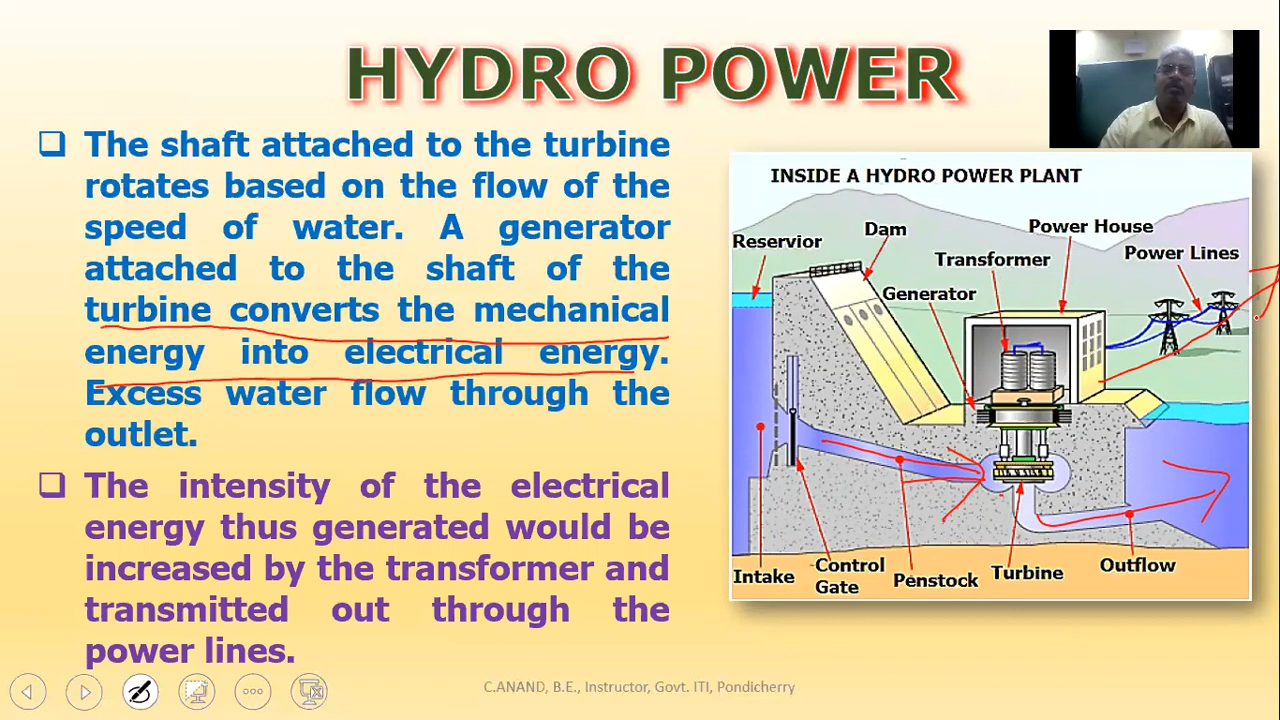 HYDRO POWER
❑ The shaft attached to the turbine
rotates based on the flow of the
speed of water. A generator
attached to the shaft of the
turbine converts the mechanical
energy into electrical energy.
Excess water flow through the
outlet.
❑ The intensity of the electrical
energy thus generated would be
increased by the transformer and
transmitted out through the
power lines.
INSIDE A HYDRO POWER PLANT
Reservior
Dam
Power House
Transformer
Power Lines
Generator
Intake
Control
Gate
Penstock
Turbine
Outflow
C.ANAND, B.E., Instructor, Govt. ITI, Pondicherry